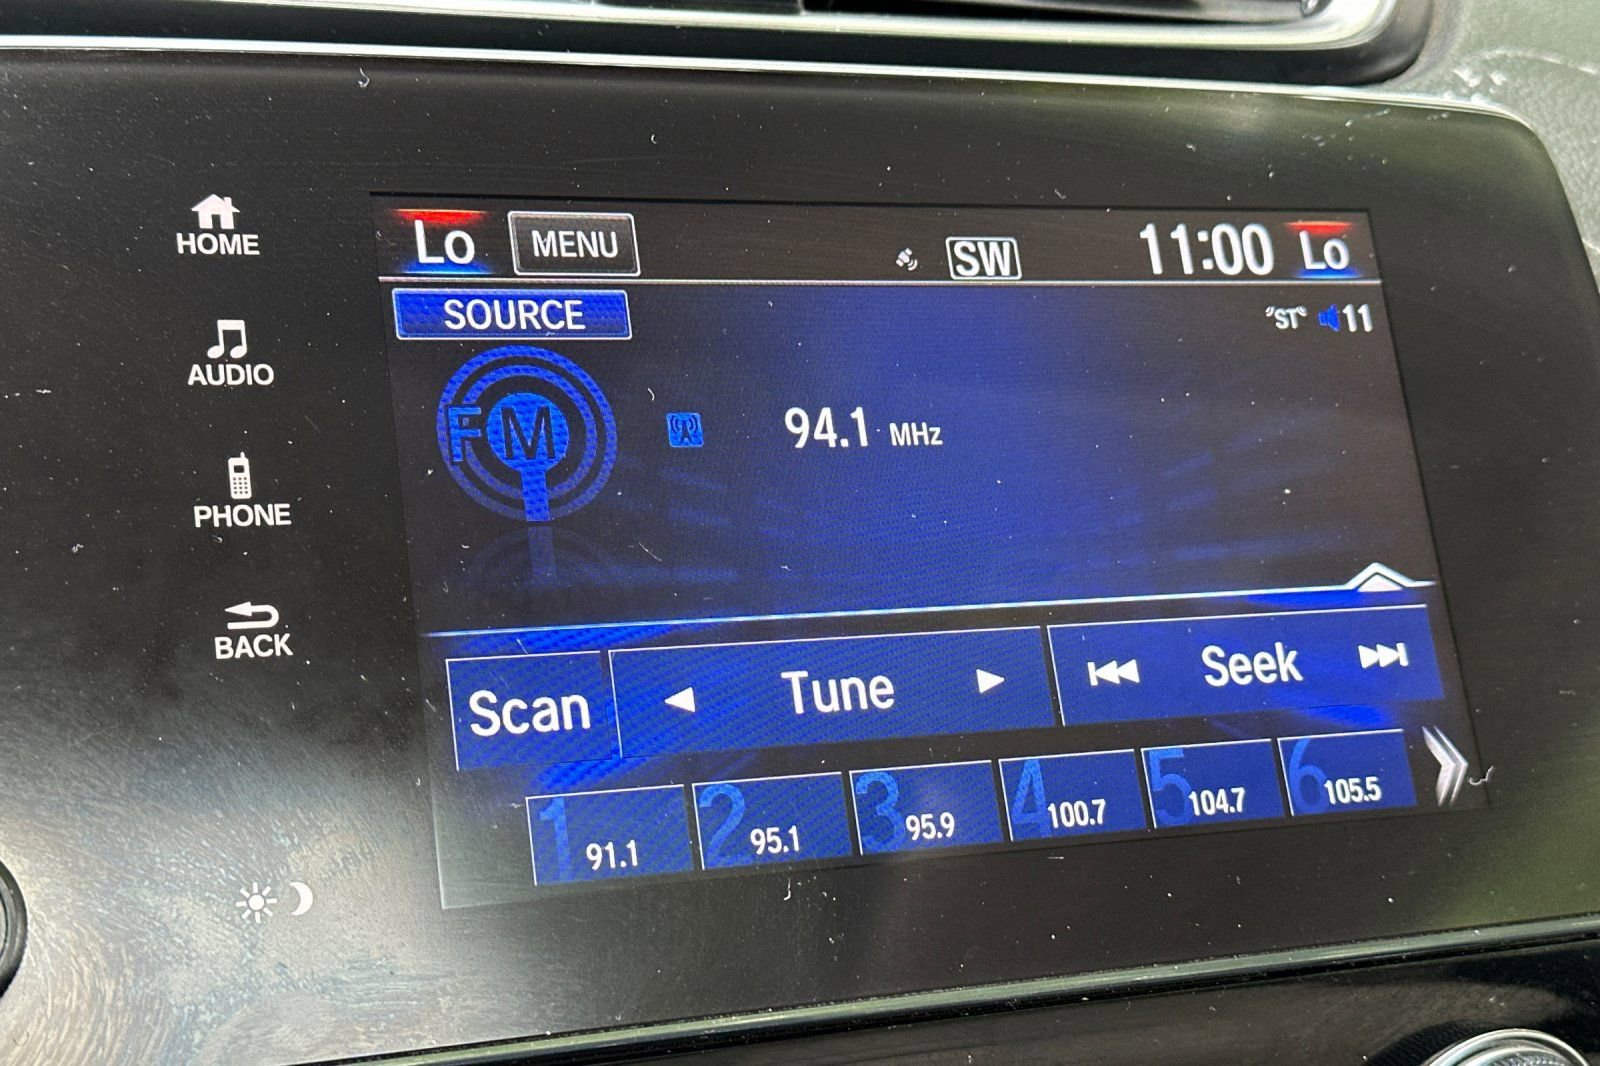 HOME
AUDIO
PHONE
BACK
Lo MENU SW 11:00 Lo
SOURCE ST 11
FM 94.1 MHz
Scan Tune Seek
1 91.1 2 95.1 3 95.9 4 100.7 5 104.7 6 105.5